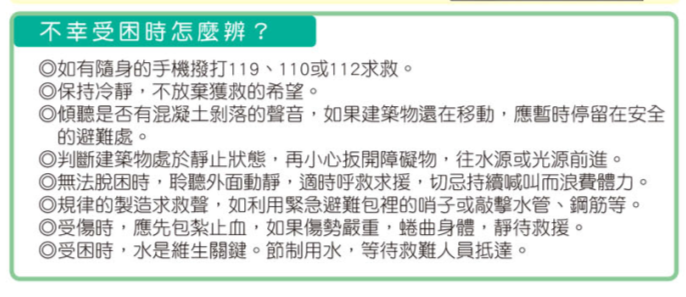 不幸受困時怎麼辨？
◎如有隨身的手機撥打119、110或112求救。
◎保持冷靜，不放棄獲救的希望。
◎傾聽是否有混凝土剝落的聲音，如果建築物還在移動，應暫時停留在安全
的避難處。
◎判斷建築物處於靜止狀態，再小心扳開障礙物，往水源或光源前進。
◎無法脫困時，聆聽外面動靜，適時呼救求援，切忌持續喊叫而浪費體力。
◎規律的製造求救聲，如利用緊急避難包裡的哨子或敲擊水管、鋼筋等。
◎受傷時，應先包紮止血，如果傷勢嚴重，蜷曲身體，靜待救援。
◎受困時，水是維生關鍵。節制用水，等待救難人員抵達。